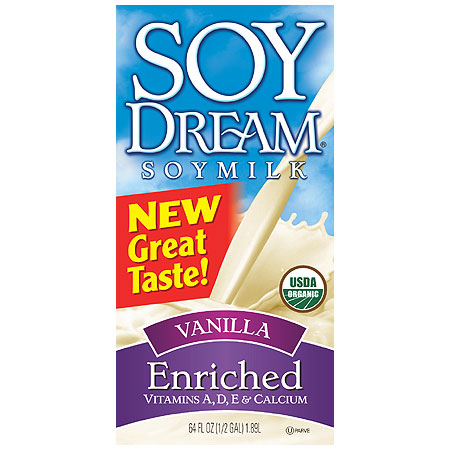 SOY
DREAM®
SOYMILK
NEW
Great
Taste!
USDA
ORGANIC
VANILLA
Enriched
VITAMINS A, D, E & CALCIUM
64 FL OZ (1/2 GAL) 1.89L
U PARVE